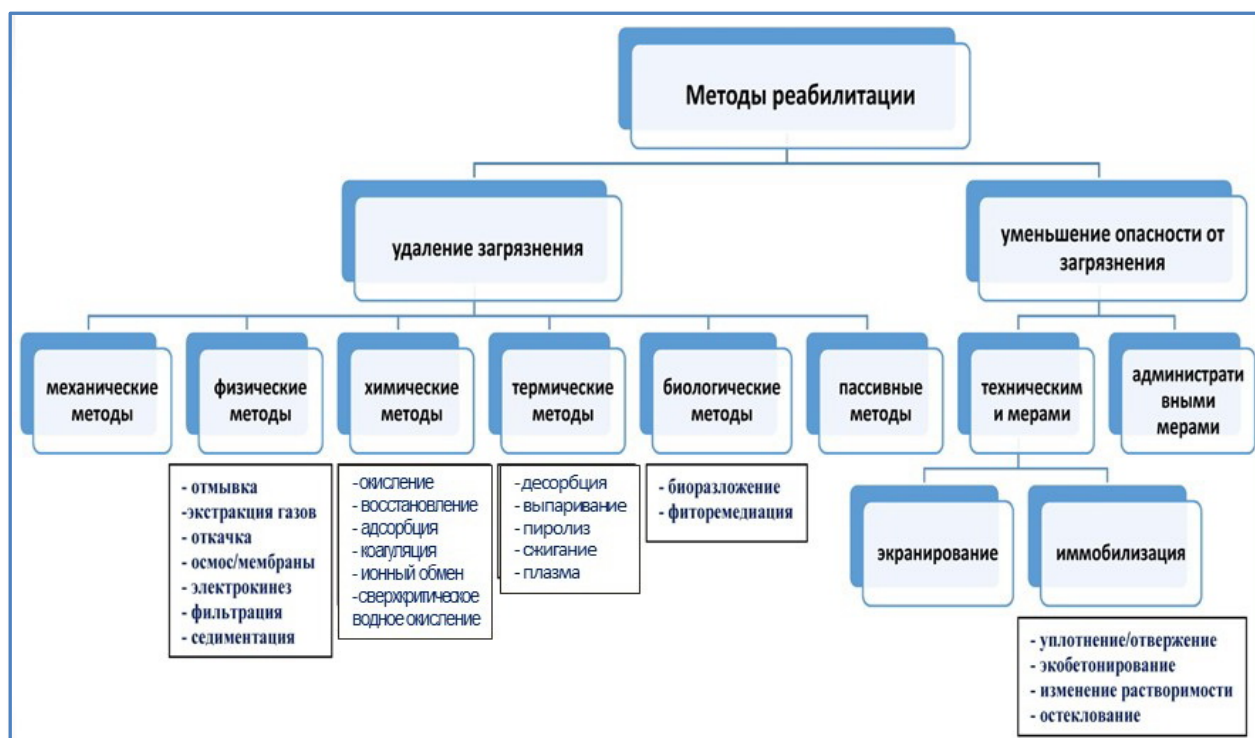 Методы реабилитации
удаление загрязнения
уменьшение опасности от
загрязнения
механические
методы
физические
методы
химические
методы
термические
методы
биологические
методы
пассивные
методы
техническим
и мерами
администрати
вными
мерами
- отмывка
-экстракция газов
- откачка
- осмос/мембраны
- электрокинез
- фильтрация
- седиментация
-окисление
-восстановление
- адсорбция
- коагуляция
- ионный обмен
-сверхкритическое
водное окисление
- десорбция
- выпаривание
- пиролиз
- сжигание
- плазма
- биоразложение
- фиторемедиация
экранирование
иммобилизация
- уплотнение/отвержение
- экобетонирование
- изменение растворимости
- остеклование